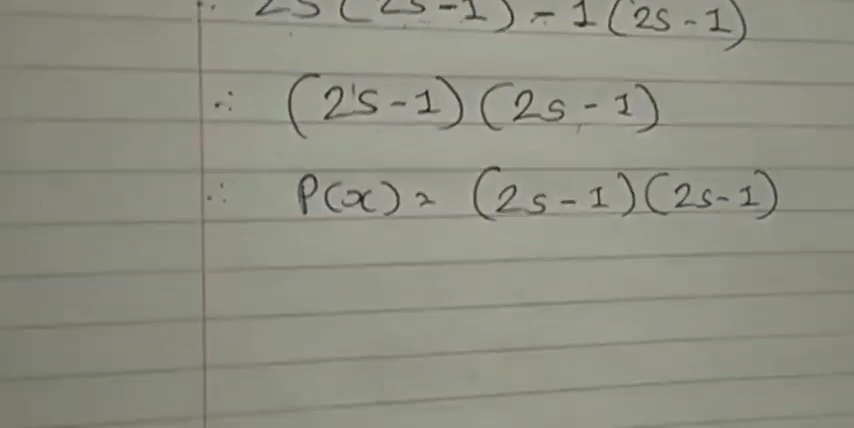 ∴ 2s(2s-1)-1(2s-1)
∴ (2s-1)(2s-1)
∴ P(x) = (2s-1)(2s-1)